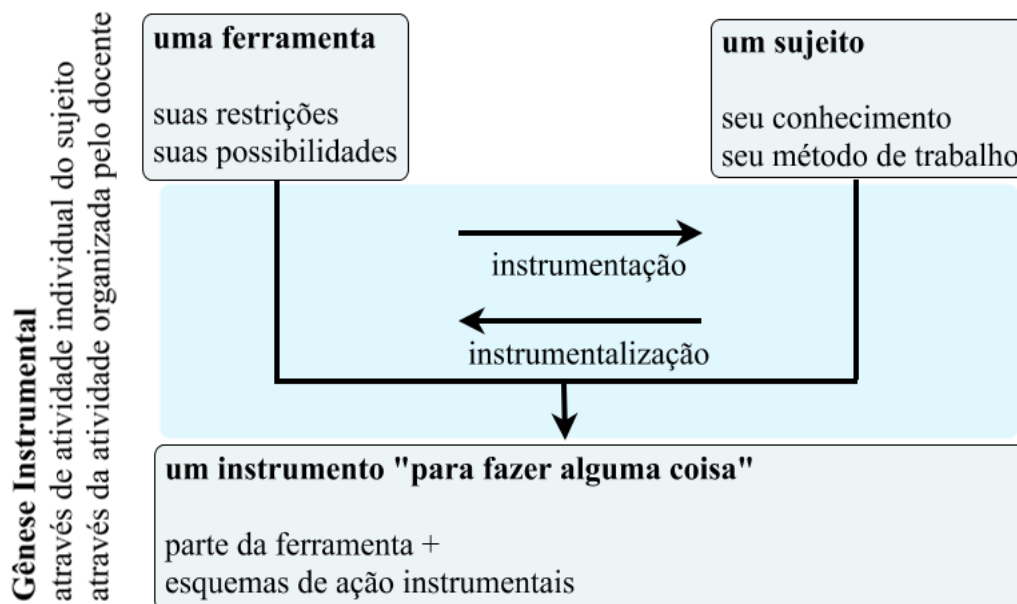 Gênese Instrumental
através de atividade individual do sujeito
através da atividade organizada pelo docente
uma ferramenta
suas restrições
suas possibilidades
um sujeito
seu conhecimento
seu método de trabalho
instrumentação
instrumentalização
um instrumento "para fazer alguma coisa"
parte da ferramenta +
esquemas de ação instrumentais